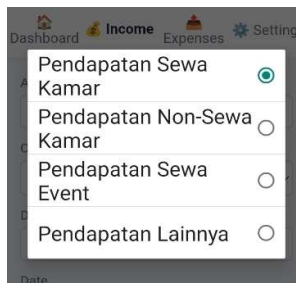 Dashboard
Income
Expenses
Setting
Pendapatan Sewa
Kamar
Pendapatan Non-Sewa
Kamar
Pendapatan Sewa
Event
Pendapatan Lainnya
Date